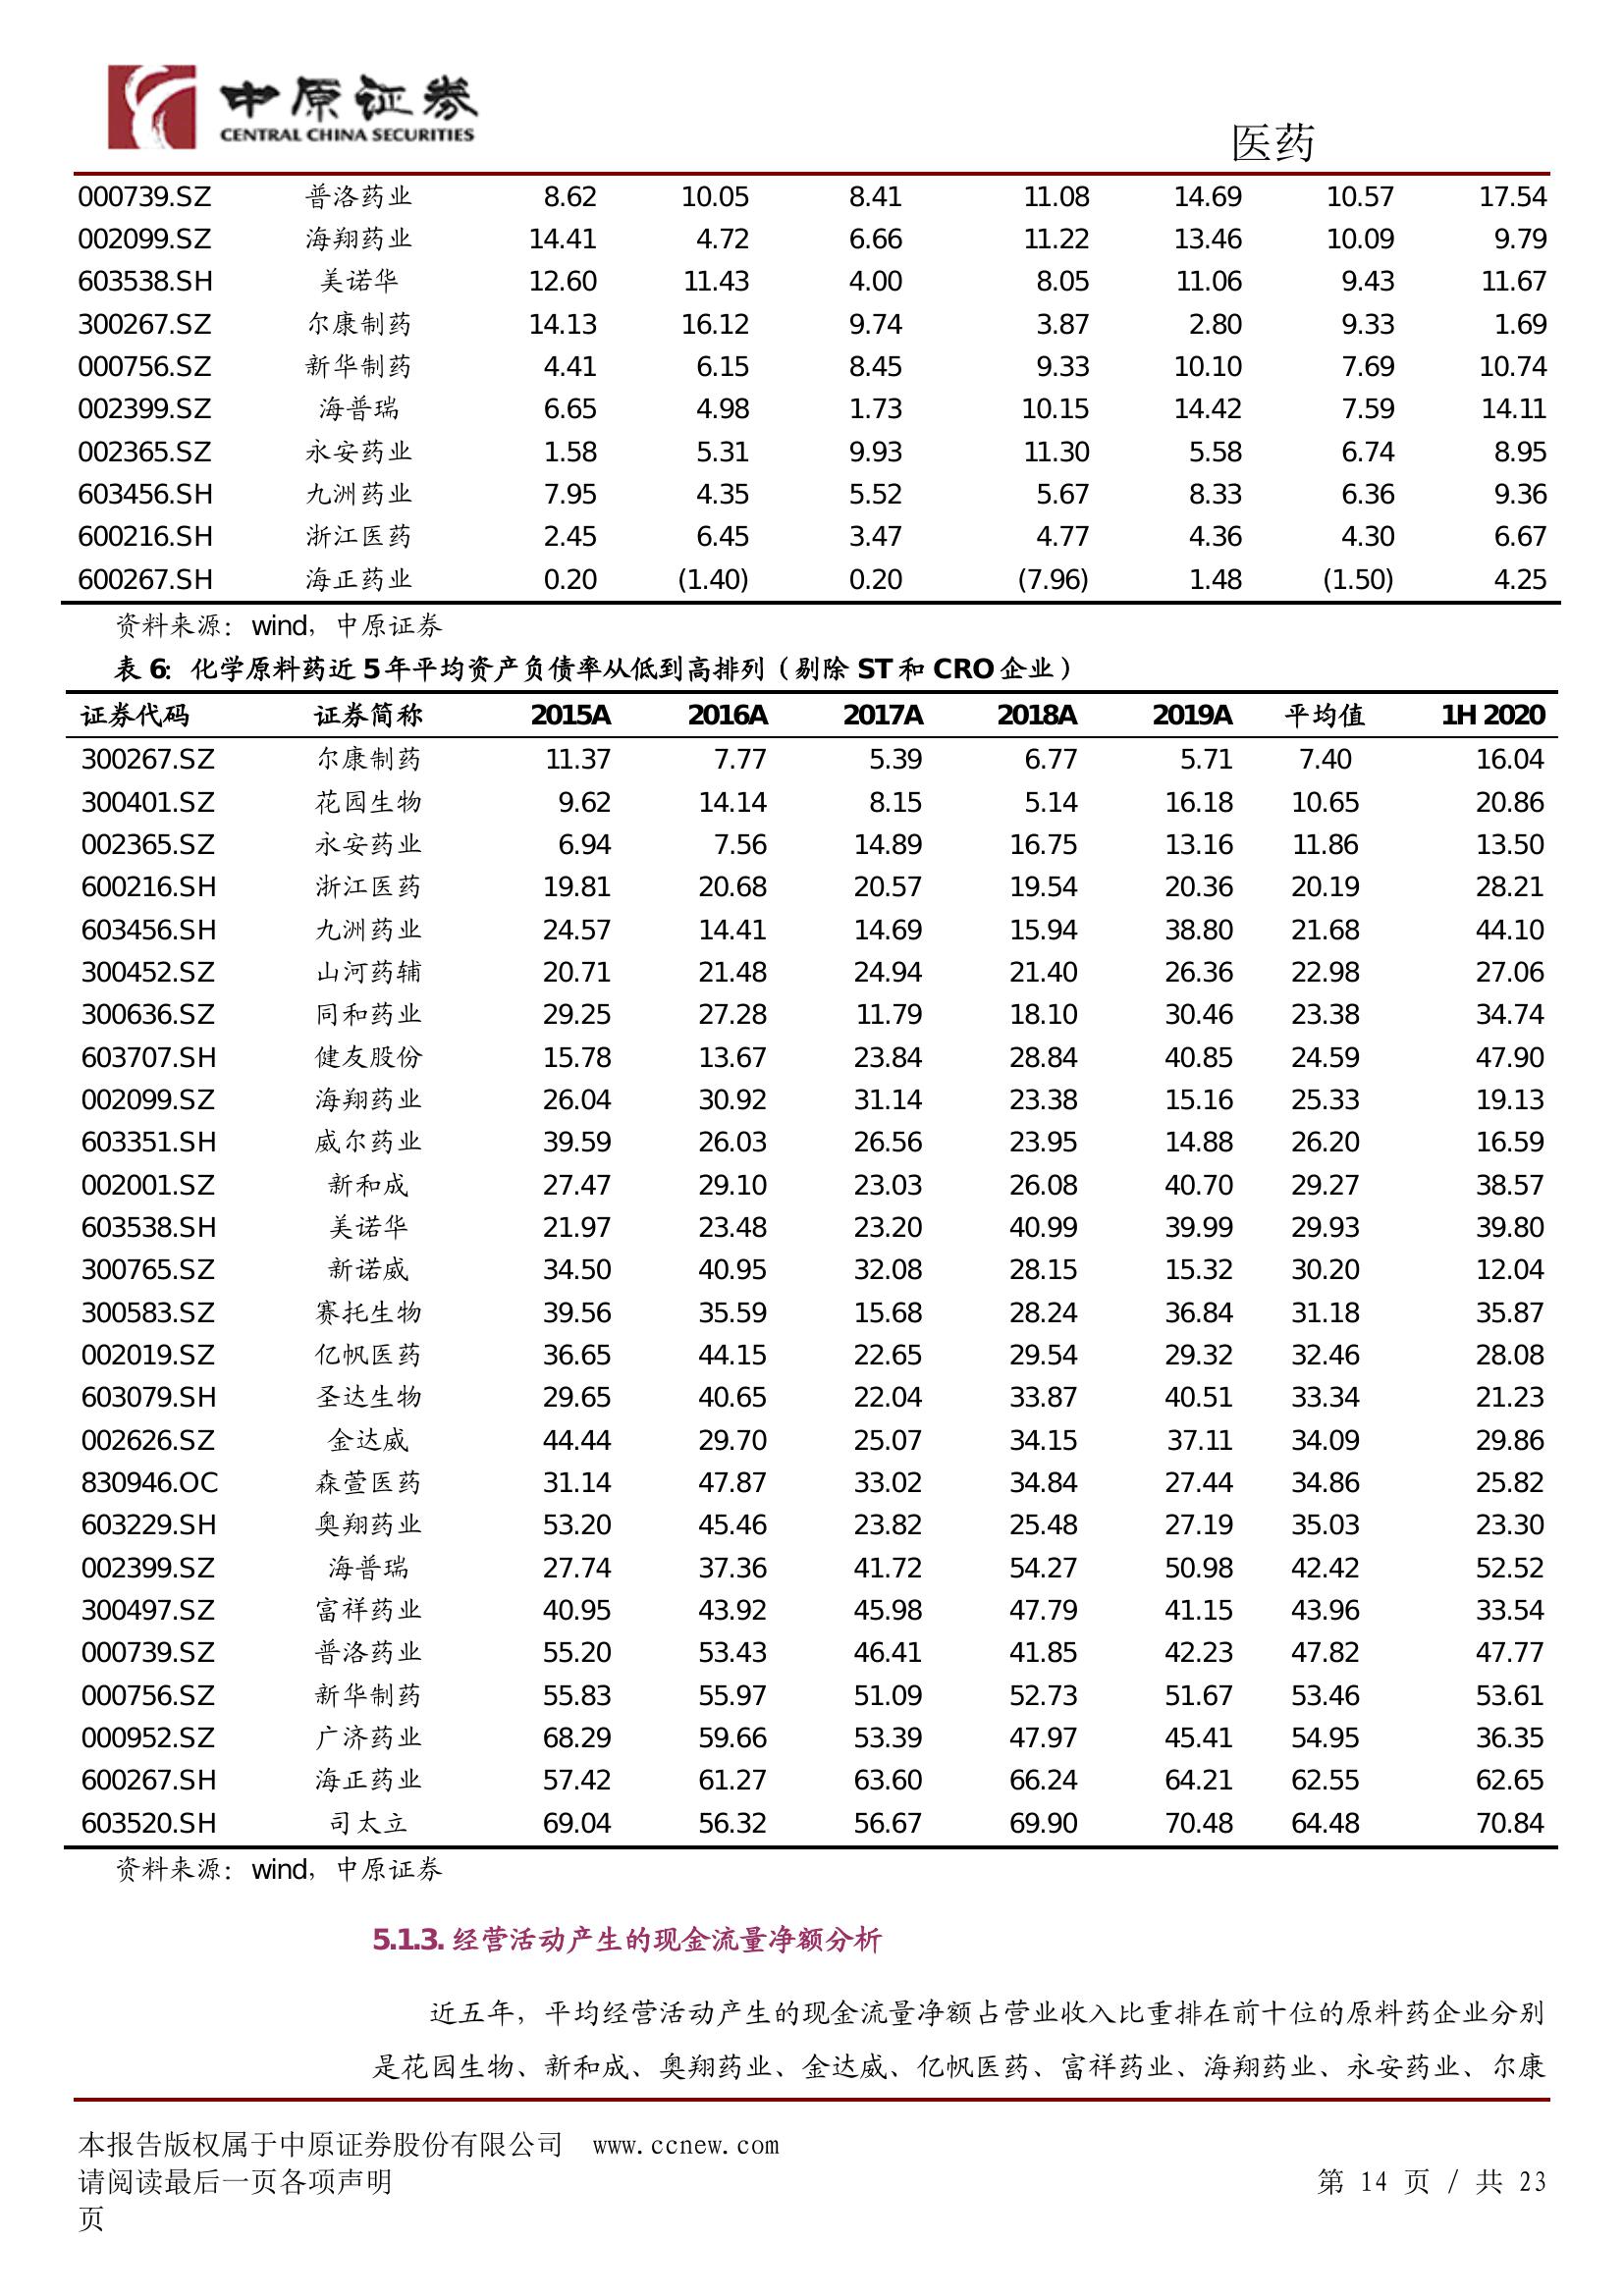 中原证券
CENTRAL CHINA SECURITIES
医药
000739.SZ 普洛药业 8.62 10.05 8.41 11.08 14.69 10.57 17.54
002099.SZ 海翔药业 14.41 4.72 6.66 11.22 13.46 10.09 9.79
603538.SH 美诺华 12.60 11.43 4.00 8.05 11.06 9.43 11.67
300267.SZ 尔康制药 14.13 16.12 9.74 3.87 2.80 9.33 1.69
000756.SZ 新华制药 4.41 6.15 8.45 9.33 10.10 7.69 10.74
002399.SZ 海普瑞 6.65 4.98 1.73 10.15 14.42 7.59 14.11
002365.SZ 永安药业 1.58 5.31 9.93 11.30 5.58 6.74 8.95
603456.SH 九洲药业 7.95 4.35 5.52 5.67 8.33 6.36 9.36
600216.SH 浙江医药 2.45 6.45 3.47 4.77 4.36 4.30 6.67
600267.SH 海正药业 0.20 (1.40) 0.20 (7.96) 1.48 (1.50) 4.25
资料来源：wind，中原证券
表 6：化学原料药近 5 年平均资产负债率从低到高排列（剔除 ST 和 CRO 企业）
证券代码 证券简称 2015A 2016A 2017A 2018A 2019A 平均值 1H 2020
300267.SZ 尔康制药 11.37 7.77 5.39 6.77 5.71 7.40 16.04
300401.SZ 花园生物 9.62 14.14 8.15 5.14 16.18 10.65 20.86
002365.SZ 永安药业 6.94 7.56 14.89 16.75 13.16 11.86 13.50
600216.SH 浙江医药 19.81 20.68 20.57 19.54 20.36 20.19 28.21
603456.SH 九洲药业 24.57 14.41 14.69 15.94 38.80 21.68 44.10
300452.SZ 山河药辅 20.71 21.48 24.94 21.40 26.36 22.98 27.06
300636.SZ 同和药业 29.25 27.28 11.79 18.10 30.46 23.38 34.74
603707.SH 健友股份 15.78 13.67 23.84 28.84 40.85 24.59 47.90
002099.SZ 海翔药业 26.04 30.92 31.14 23.38 15.16 25.33 19.13
603351.SH 威尔药业 39.59 26.03 26.56 23.95 14.88 26.20 16.59
002001.SZ 新和成 27.47 29.10 23.03 26.08 40.70 29.27 38.57
603538.SH 美诺华 21.97 23.48 23.20 40.99 39.99 29.93 39.80
300765.SZ 新诺威 34.50 40.95 32.08 28.15 15.32 30.20 12.04
300583.SZ 赛托生物 39.56 35.59 15.68 28.24 36.84 31.18 35.87
002019.SZ 亿帆医药 36.65 44.15 22.65 29.54 29.32 32.46 28.08
603079.SH 圣达生物 29.65 40.65 22.04 33.87 40.51 33.34 21.23
002626.SZ 金达威 44.44 29.70 25.07 34.15 37.11 34.09 29.86
830946.OC 森萱医药 31.14 47.87 33.02 34.84 27.44 34.86 25.82
603229.SH 奥翔药业 53.20 45.46 23.82 25.48 27.19 35.03 23.30
002399.SZ 海普瑞 27.74 37.36 41.72 54.27 50.98 42.42 52.52
300497.SZ 富祥药业 40.95 43.92 45.98 47.79 41.15 43.96 33.54
000739.SZ 普洛药业 55.20 53.43 46.41 41.85 42.23 47.82 47.77
000756.SZ 新华制药 55.83 55.97 51.09 52.73 51.67 53.46 53.61
000952.SZ 广济药业 68.29 59.66 53.39 47.97 45.41 54.95 36.35
600267.SH 海正药业 57.42 61.27 63.60 66.24 64.21 62.55 62.65
603520.SH 司太立 69.04 56.32 56.67 69.90 70.48 64.48 70.84
资料来源：wind，中原证券
5.1.3. 经营活动产生的现金流量净额分析
近五年，平均经营活动产生的现金流量净额占营业收入比重排在前十位的原料药企业分别
是花园生物、新和成、奥翔药业、金达威、亿帆医药、富祥药业、海翔药业、永安药业、尔康
本报告版权属于中原证券股份有限公司 www.ccnew.com
请阅读最后一页各项声明 第 14 页 / 共 23
页